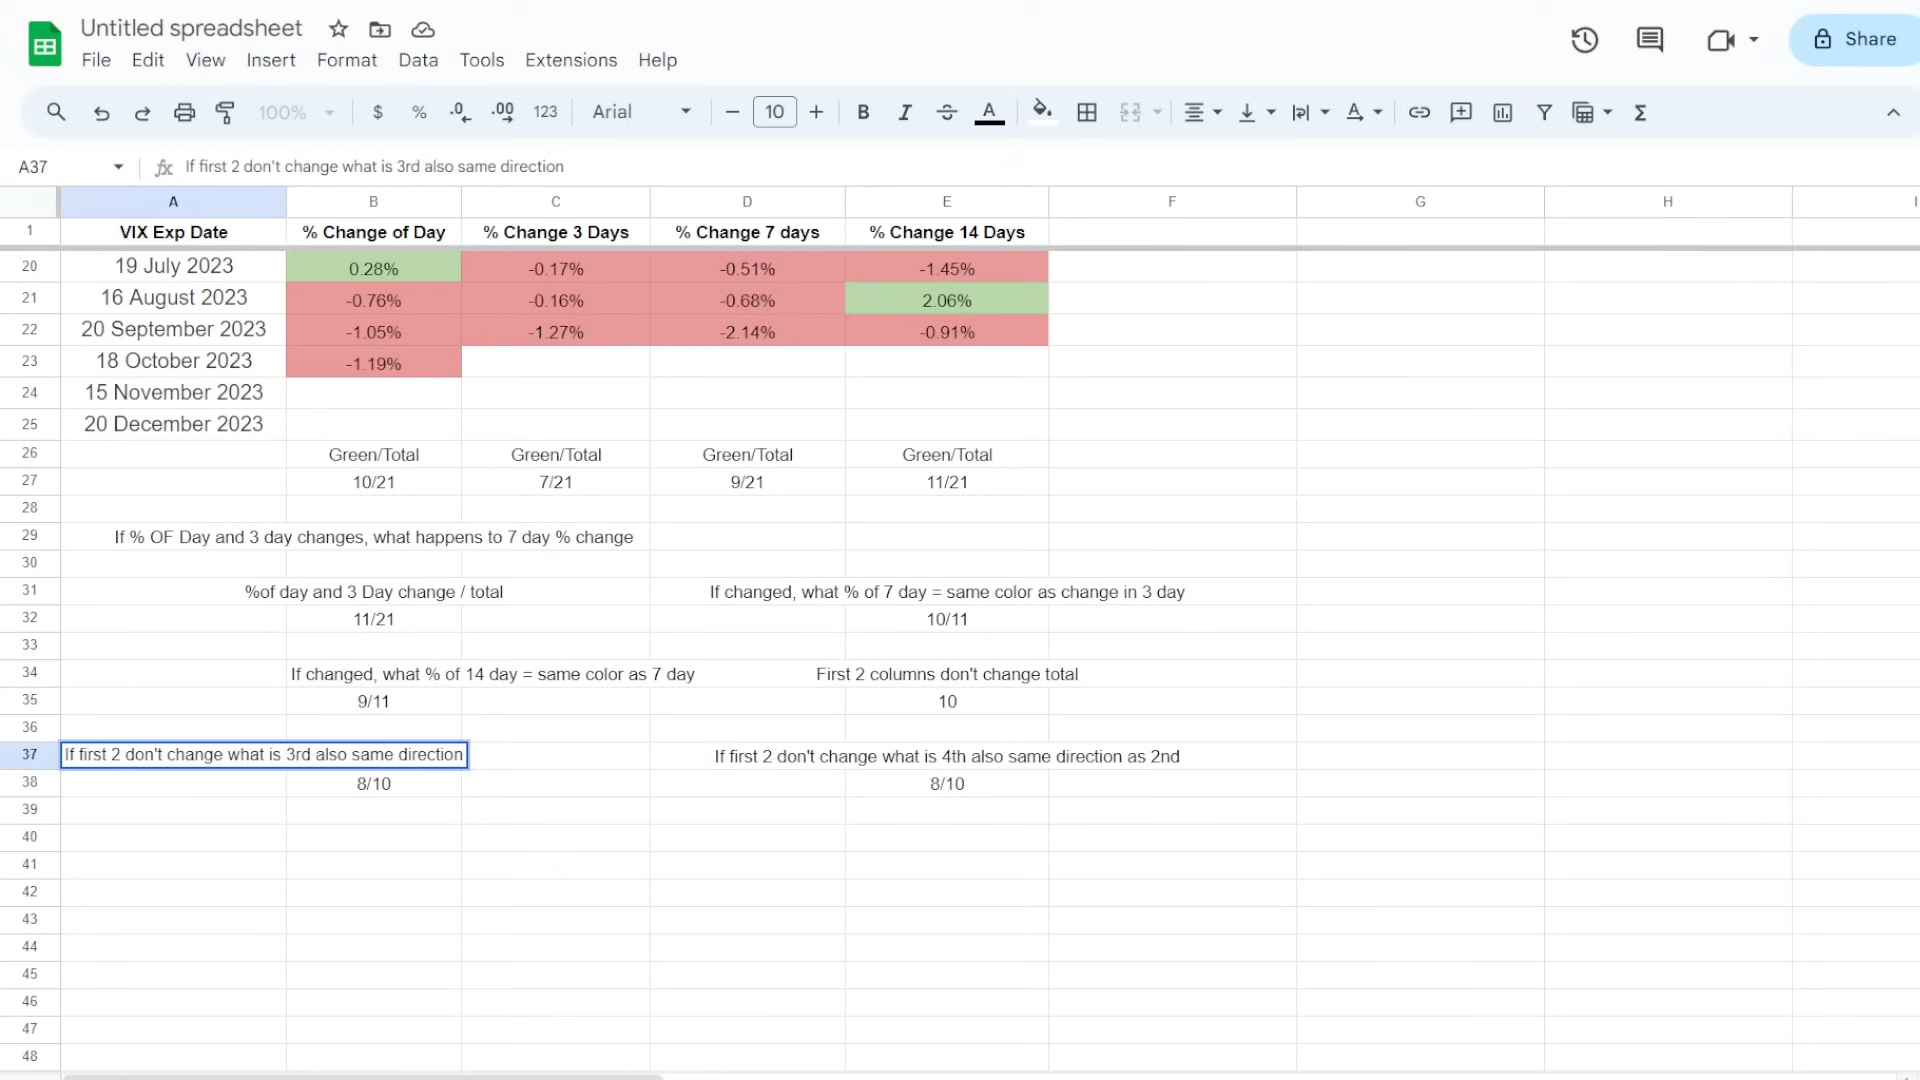 Untitled spreadsheet
File Edit View Insert Format Data Tools Extensions Help
Share
100% $ % .0 .00 123 Arial 10 B I A A Σ
A37 fx If first 2 don't change what is 3rd also same direction
A B C D E F G H I
1 VIX Exp Date % Change of Day % Change 3 Days % Change 7 days % Change 14 Days
20 19 July 2023 0.28% -0.17% -0.51% -1.45%
21 16 August 2023 -0.76% -0.16% -0.68% 2.06%
22 20 September 2023 -1.05% -1.27% -2.14% -0.91%
23 18 October 2023 -1.19%
24 15 November 2023
25 20 December 2023
26 Green/Total Green/Total Green/Total Green/Total
27 10/21 7/21 9/21 11/21
28
29 If % OF Day and 3 day changes, what happens to 7 day % change
30
31 %of day and 3 Day change / total If changed, what % of 7 day = same color as change in 3 day
32 11/21 10/11
33
34 If changed, what % of 14 day = same color as 7 day First 2 columns don't change total
35 9/11 10
36
37 If first 2 don't change what is 3rd also same direction If first 2 don't change what is 4th also same direction as 2nd
38 8/10 8/10
39
40
41
42
43
44
45
46
47
48